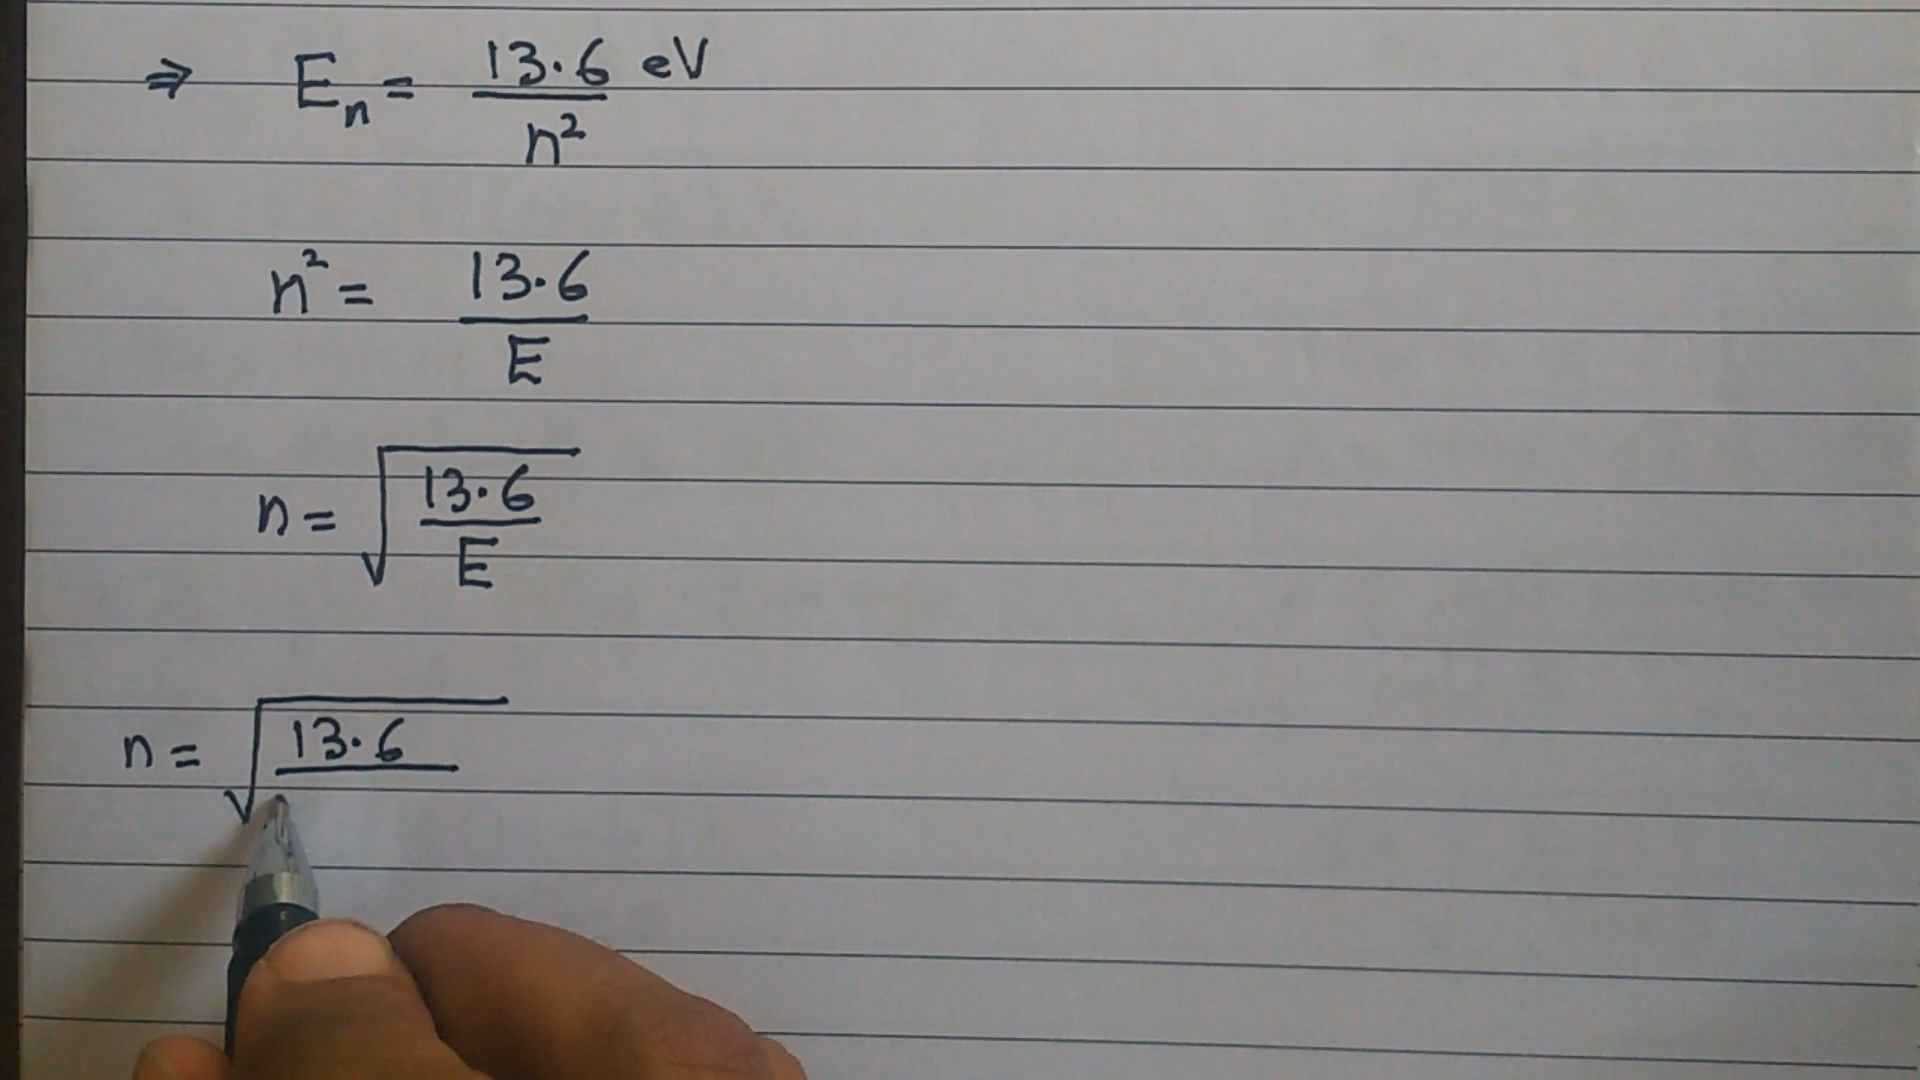 ⇒ Eₙ = 13.6 eV / n²
n² = 13.6 / E
n = √(13.6 / E)
n = √(13.6 /